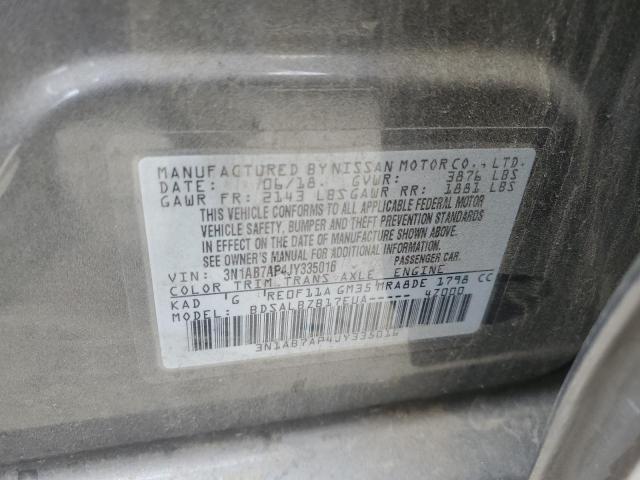 MANUFACTURED BY NISSAN MOTOR CO., LTD.
DATE: 06/18. GVWR: 3876 LBS
GAWR FR: 2143 LBS GAWR RR: 1881 LBS
THIS VEHICLE CONFORMS TO ALL APPLICABLE FEDERAL MOTOR
VEHICLE SAFETY, BUMPER AND THEFT PREVENTION STANDARDS
IN EFFECT ON THE DATE OF MANUFACTURE SHOWN ABOVE.
SEE OWNER'S MANUAL FOR ADDITIONAL INFORMATION.
VIN: 3N1AB7AP4JY335016 PASSENGER CAR.
COLOR TRIM TRANS AXLE ENGINE
KAD G RE0F11A GM35 MRA8DE 1798 CC
BDSALBZB17EUA----- 47000
3N1AB7AP4JY335016